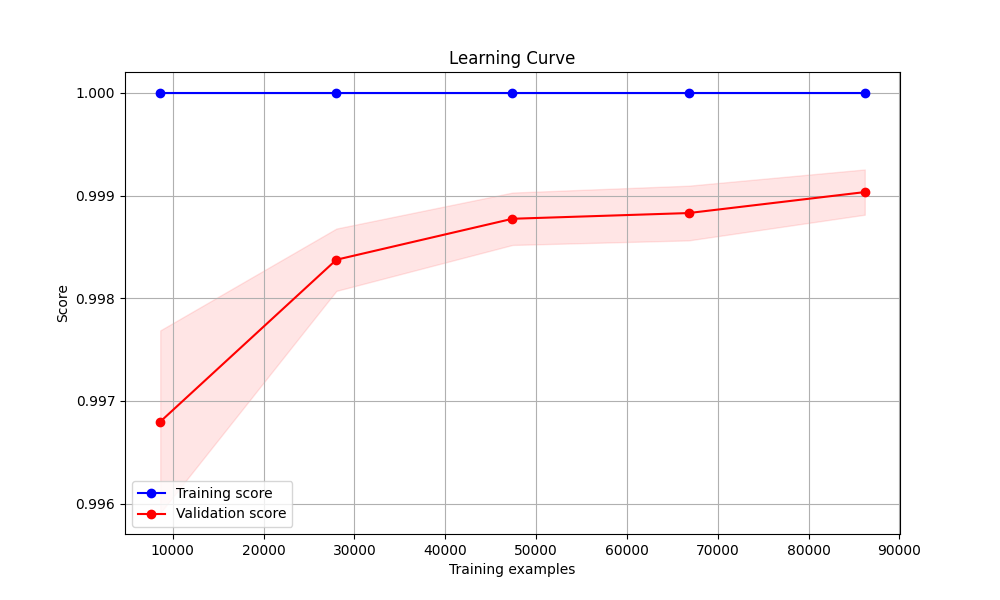 Learning Curve
1.000
0.999
0.998
0.997
0.996
Score
Training score
Validation score
10000 20000 30000 40000 50000 60000 70000 80000 90000
Training examples